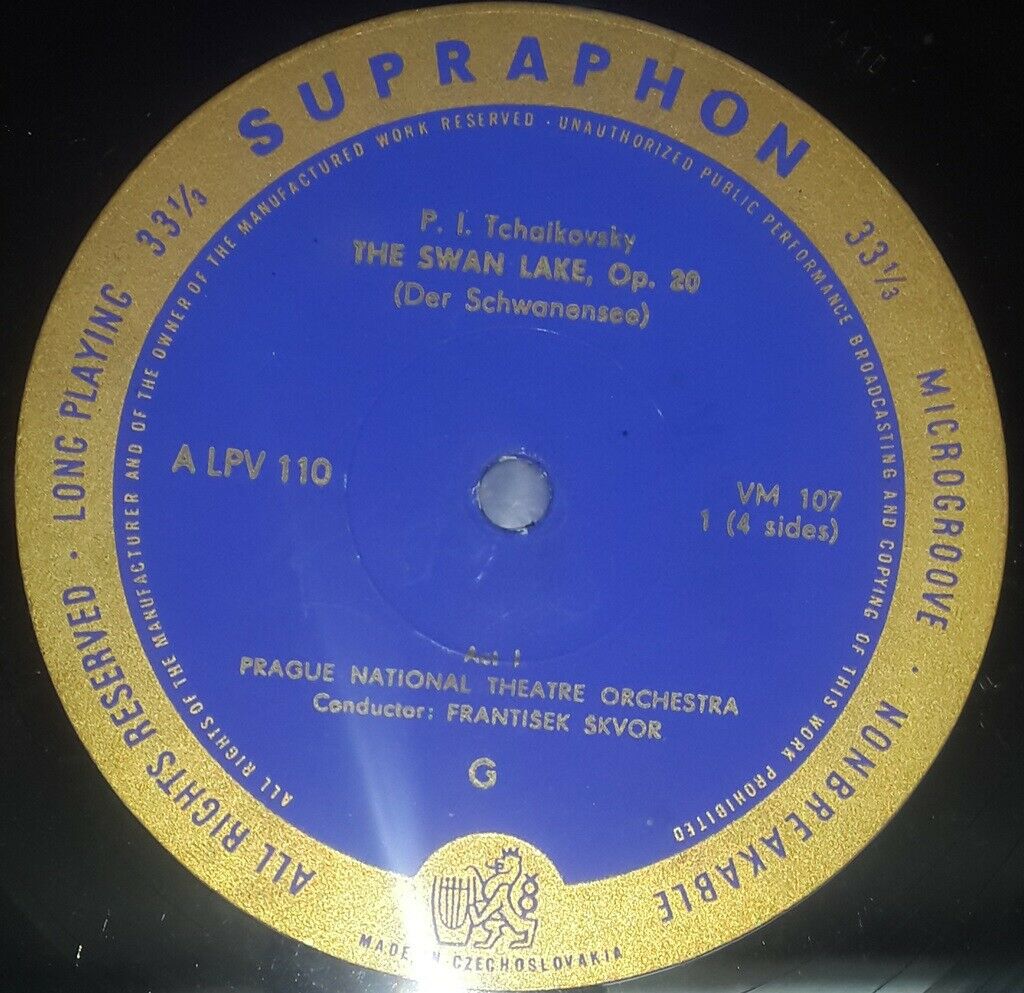 SUPRAPHON
33⅓
33⅓
MICROGROOVE · NONBREAKABLE
ALL RIGHTS RESERVED · LONG PLAYING
ALL RIGHTS OF THE MANUFACTURER AND OF THE OWNER OF THE MANUFACTURED WORK RESERVED · UNAUTHORIZED PUBLIC PERFORMANCE BROADCASTING AND COPYING OF THIS WORK PROHIBITED
P. I. Tchaikovsky
THE SWAN LAKE, Op. 20
(Der Schwanensee)
A LPV 110
VM 107
1 (4 sides)
Act I
PRAGUE NATIONAL THEATRE ORCHESTRA
Conductor: FRANTISEK SKVOR
G
MADE IN CZECHOSLOVAKIA